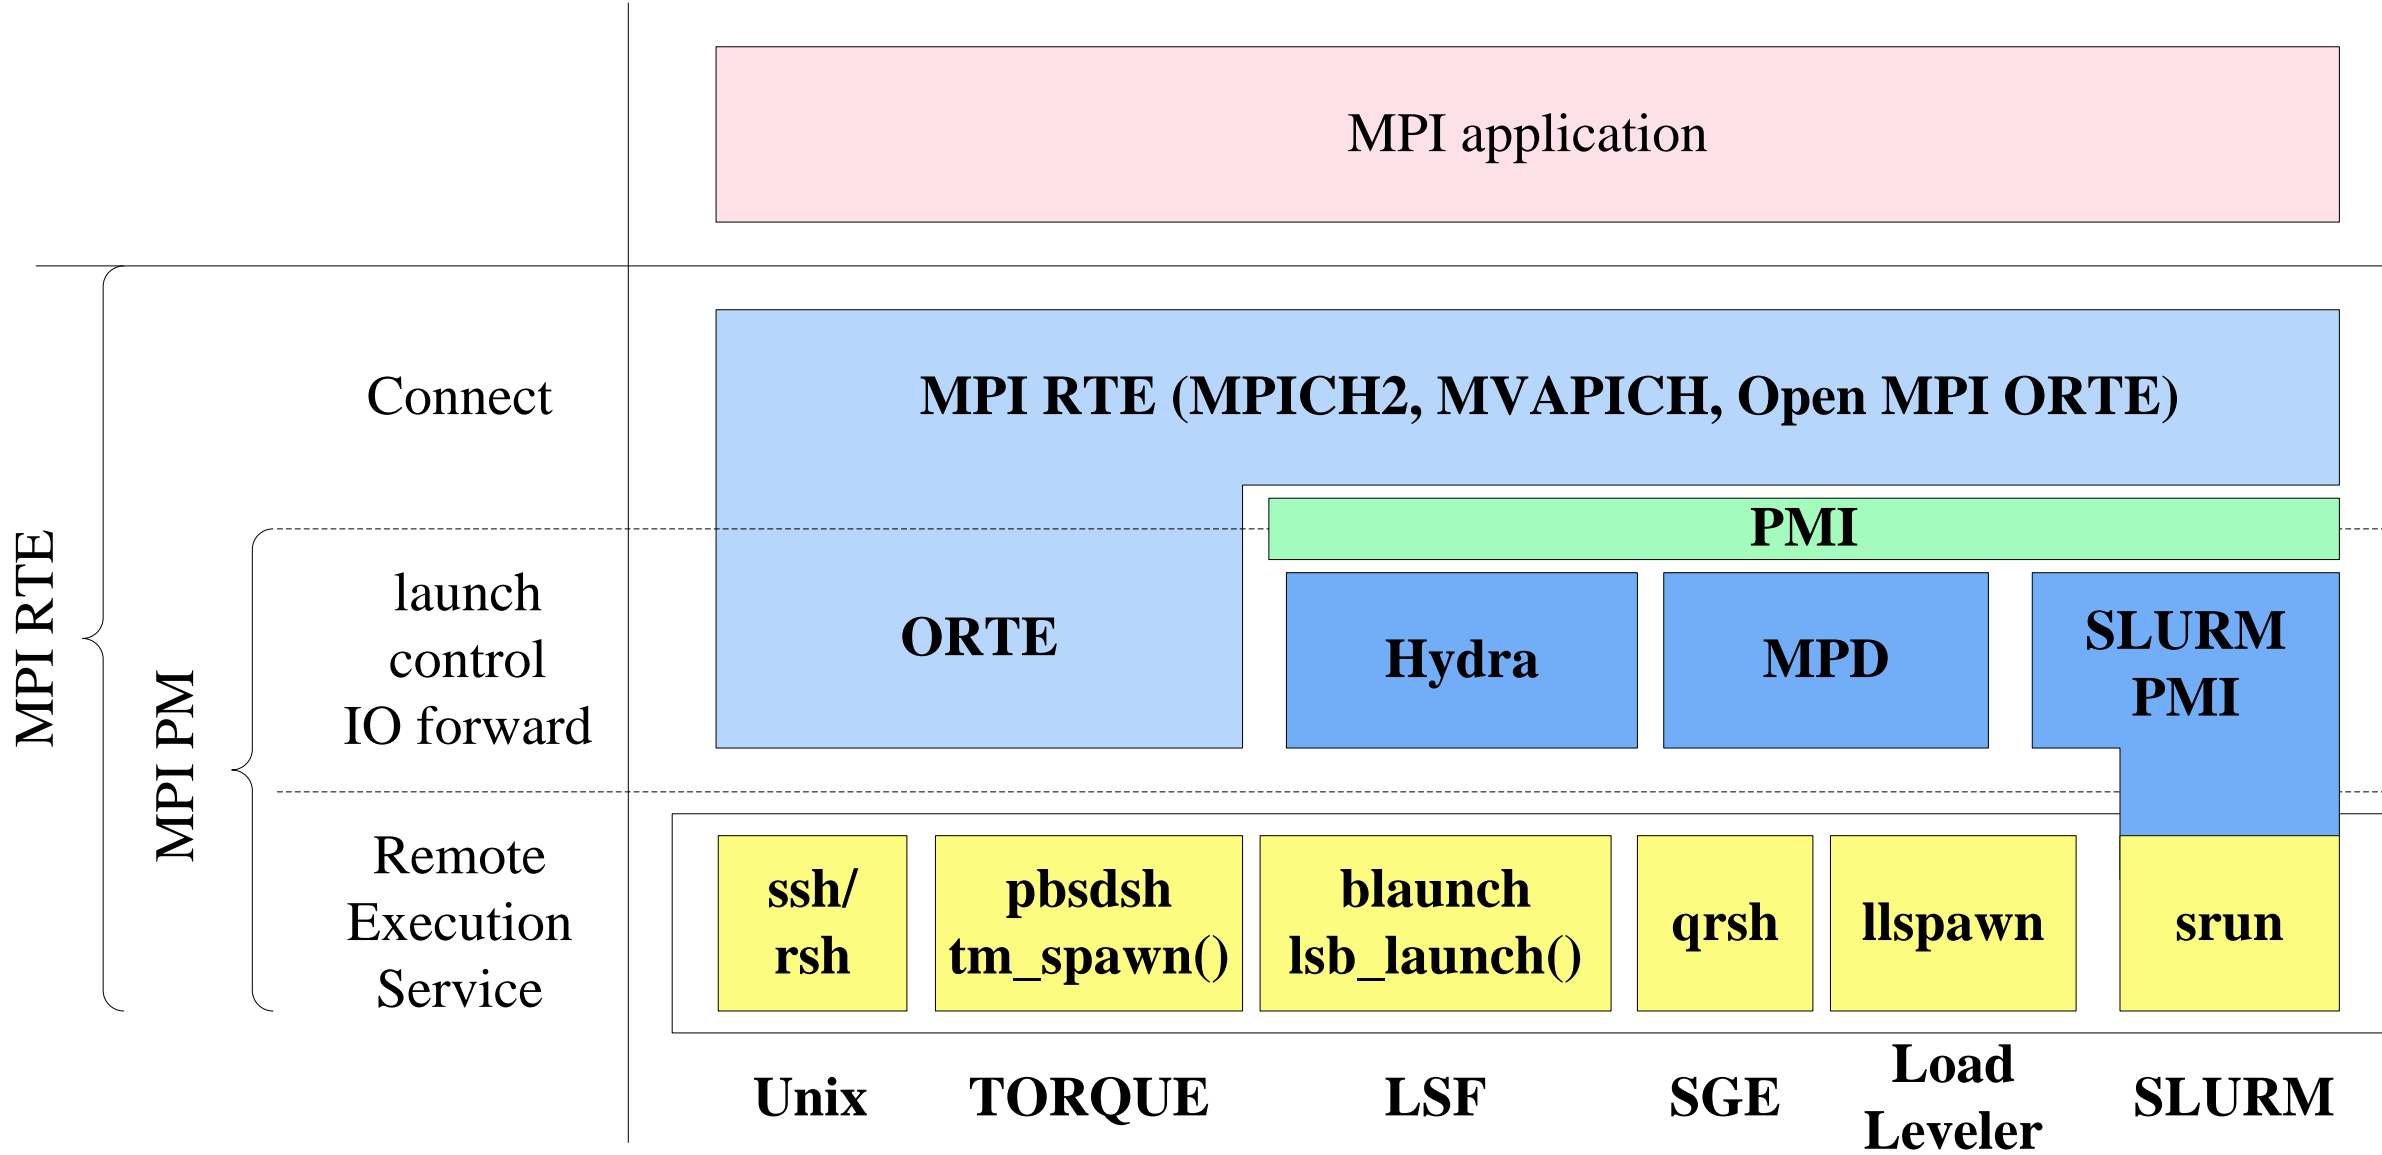 MPI application
MPI RTE
Connect
MPI RTE (MPICH2, MVAPICH, Open MPI ORTE)
PMI
MPI PM
launch
control
IO forward
ORTE
Hydra
MPD
SLURM
PMI
Remote
Execution
Service
ssh/
rsh
pbsdsh
tm_spawn()
blaunch
lsb_launch()
qrsh
llspawn
srun
Unix
TORQUE
LSF
SGE
Load
Leveler
SLURM